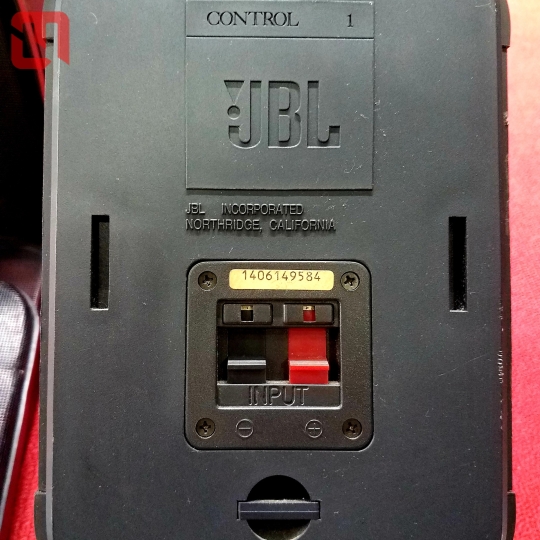 CONTROL 1
JBL
JBL INCORPORATED
NORTHRIDGE, CALIFORNIA
1406149584
INPUT